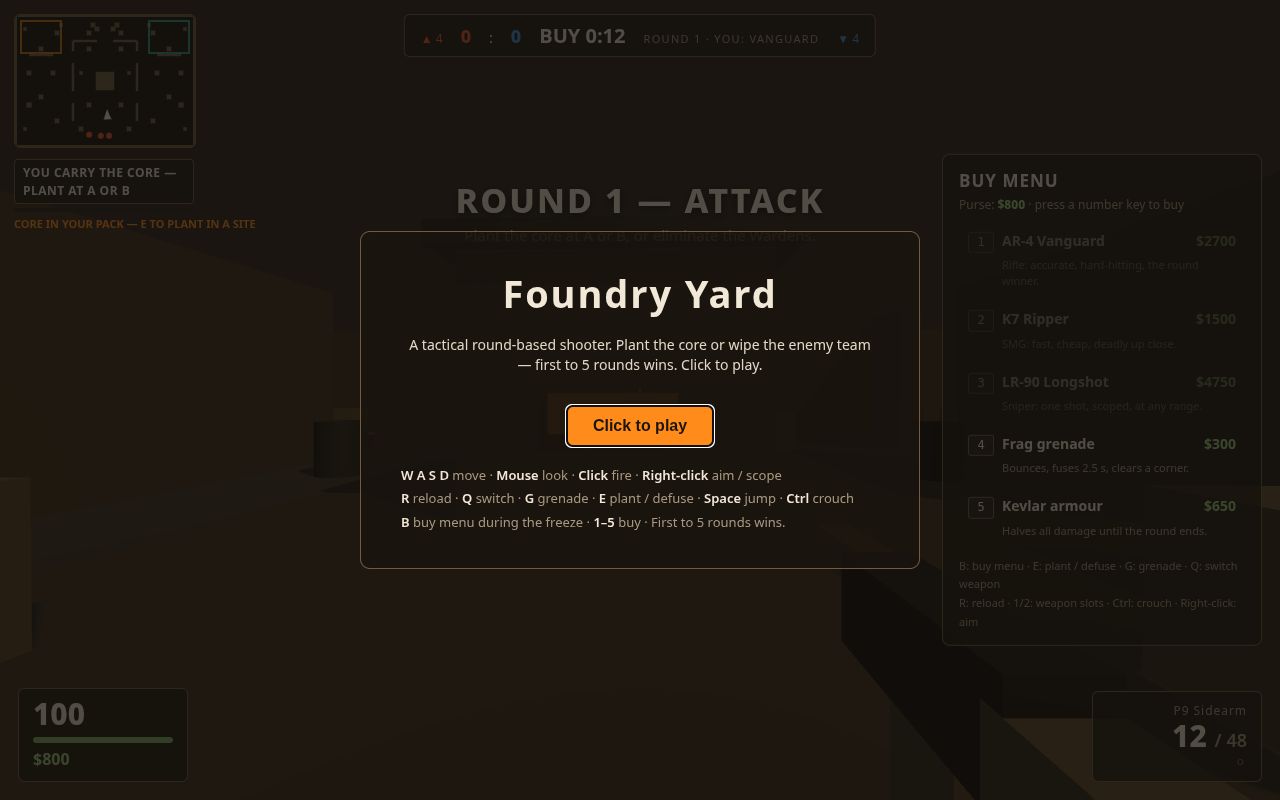 ▲ 4 0 : 0 BUY 0:12 ROUND 1 · YOU: VANGUARD ▼ 4
YOU CARRY THE CORE —
PLANT AT A OR B
CORE IN YOUR PACK — E TO PLANT IN A SITE
ROUND 1 — ATTACK
Plant the core at A or B, or eliminate the Wardens.
Foundry Yard
A tactical round-based shooter. Plant the core or wipe the enemy team
— first to 5 rounds wins. Click to play.
Click to play
W A S D move · Mouse look · Click fire · Right-click aim / scope
R reload · Q switch · G grenade · E plant / defuse · Space jump · Ctrl crouch
B buy menu during the freeze · 1–5 buy · First to 5 rounds wins.
BUY MENU
Purse: $800 · press a number key to buy
1 AR-4 Vanguard $2700
Rifle: accurate, hard-hitting, the round
winner.
2 K7 Ripper $1500
SMG: fast, cheap, deadly up close.
3 LR-90 Longshot $4750
Sniper: one shot, scoped, at any range.
4 Frag grenade $300
Bounces, fuses 2.5 s, clears a corner.
5 Kevlar armour $650
Halves all damage until the round ends.
B: buy menu · E: plant / defuse · G: grenade · Q: switch
weapon
R: reload · 1/2: weapon slots · Ctrl: crouch · Right-click:
aim
100
$800
P9 Sidearm
12 / 48